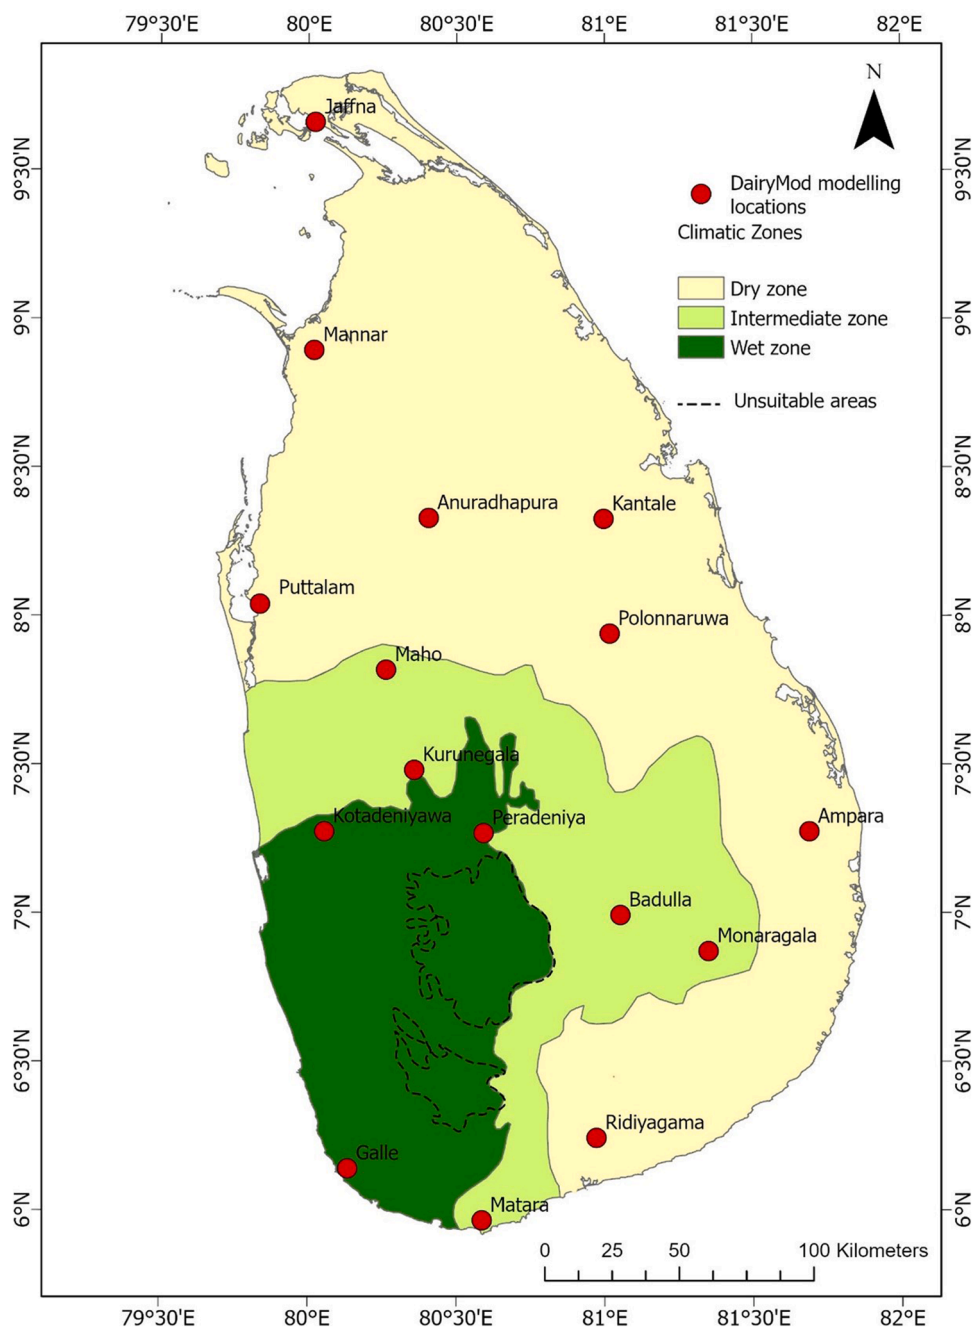 79°30'E 80°E 80°30'E 81°E 81°30'E 82°E
N
Jaffna
9°30'N 9°30'N
DairyMod modelling
locations
Climatic Zones
Dry zone
9°N 9°N
Intermediate zone
Mannar
Wet zone
Unsuitable areas
8°30'N 8°30'N
Anuradhapura Kantale
Puttalam
8°N 8°N
Polonnaruwa
Maho
7°30'N 7°30'N
Kurunegala
Kotadeniyawa Peradeniya Ampara
Badulla
7°N 7°N
Monaragala
6°30'N 6°30'N
Ridiyagama
Galle
Matara
6°N 6°N
0 25 50 100 Kilometers
79°30'E 80°E 80°30'E 81°E 81°30'E 82°E